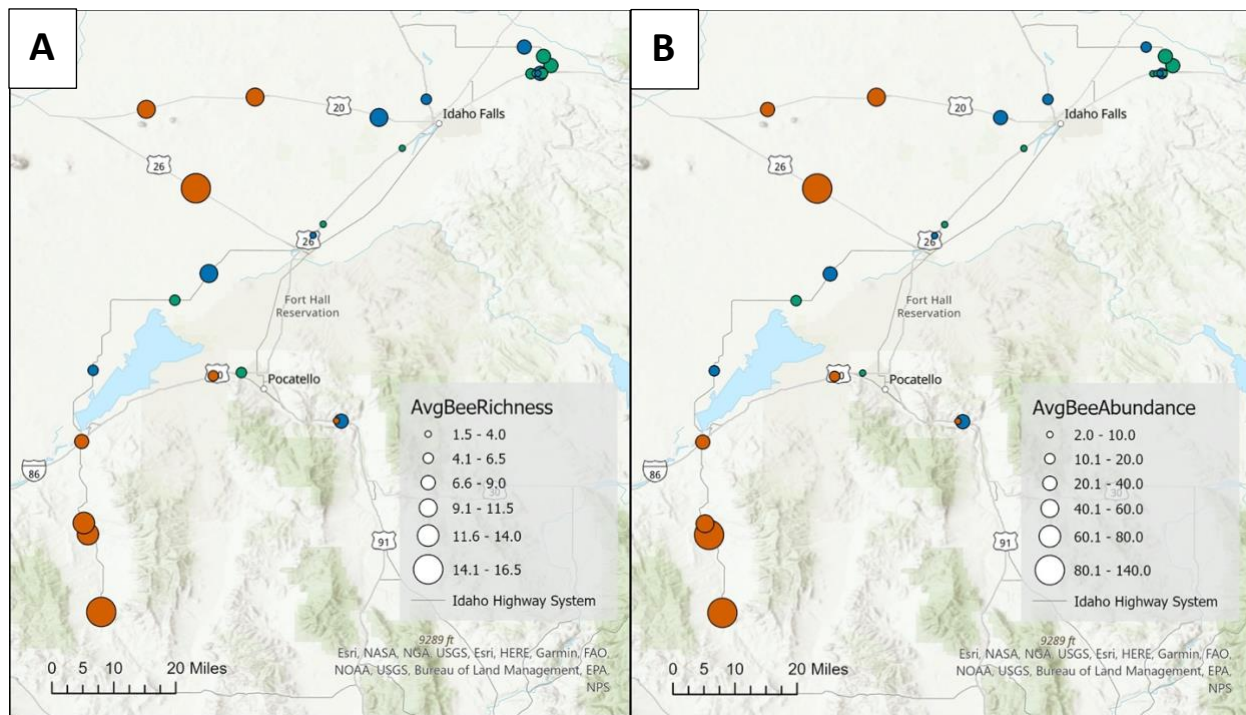 A
20
Idaho Falls
26
26
Fort Hall
Reservation
Pocatello
86
30
91
AvgBeeRichness
1.5 - 4.0
4.1 - 6.5
6.6 - 9.0
9.1 - 11.5
11.6 - 14.0
14.1 - 16.5
Idaho Highway System
9289 ft
Esri, NASA, NGA, USGS, Esri, HERE, Garmin, FAO,
NOAA, USGS, Bureau of Land Management, EPA,
NPS
0 5 10 20 Miles
B
20
Idaho Falls
26
26
Fort Hall
Reservation
Pocatello
86
30
91
AvgBeeAbundance
2.0 - 10.0
10.1 - 20.0
20.1 - 40.0
40.1 - 60.0
60.1 - 80.0
80.1 - 140.0
Idaho Highway System
9289 ft
Esri, NASA, NGA, USGS, Esri, HERE, Garmin, FAO,
NOAA, USGS, Bureau of Land Management, EPA,
NPS
0 5 10 20 Miles